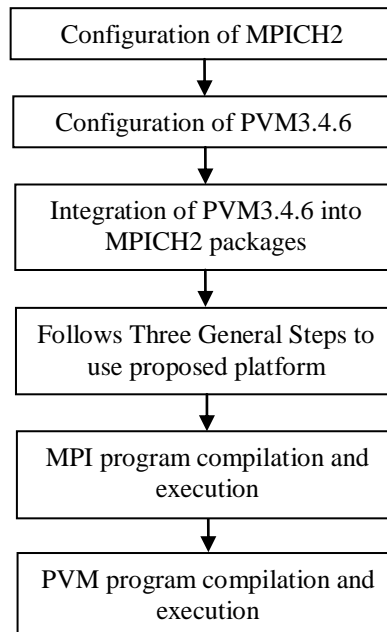 Configuration of MPICH2
Configuration of PVM3.4.6
Integration of PVM3.4.6 into
MPICH2 packages
Follows Three General Steps to
use proposed platform
MPI program compilation and
execution
PVM program compilation and
execution